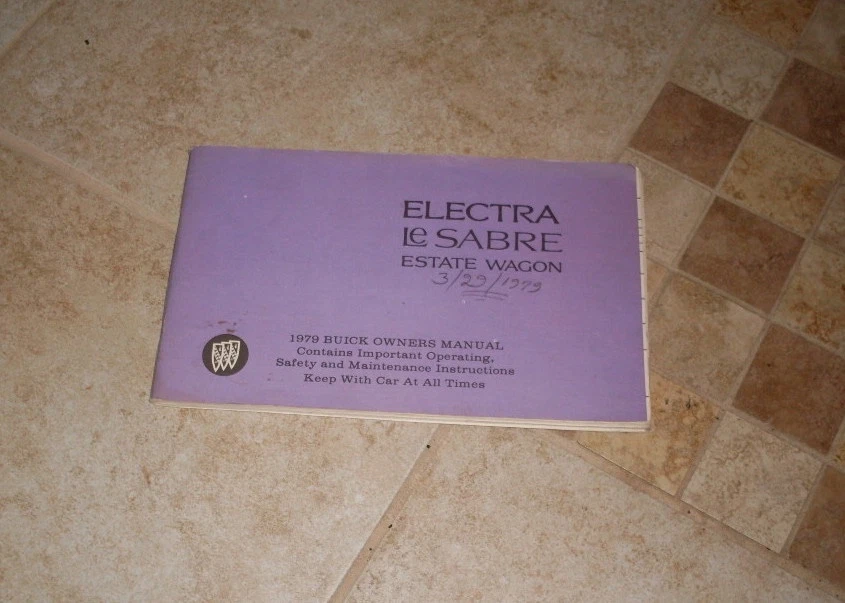 ELECTRA
LeSABRE
ESTATE WAGON
3/29/1979
1979 BUICK OWNERS MANUAL
Contains Important Operating,
Safety and Maintenance Instructions
Keep With Car At All Times